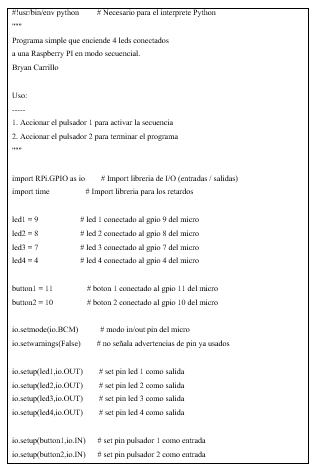 #!usr/bin/env python # Necesario para el interprete Python
"""
Programa simple que enciende 4 leds conectados
a una Raspberry PI en modo secuencial.
Bryan Carrillo
Uso:
-----
1. Accionar el pulsador 1 para activar la secuencia
2. Accionar el pulsador 2 para terminar el programa
"""
import RPi.GPIO as io # Import libreria de I/O (entradas / salidas)
import time # Import libreria para los retardos
led1 = 9 # led 1 conectado al gpio 9 del micro
led2 = 8 # led 2 conectado al gpio 8 del micro
led3 = 7 # led 3 conectado al gpio 7 del micro
led4 = 4 # led 4 conectado al gpio 4 del micro
button1 = 11 # boton 1 conectado al gpio 11 del micro
button2 = 10 # boton 2 conectado al gpio 10 del micro
io.setmode(io.BCM) # modo in/out pin del micro
io.setwarnings(False) # no señala advertencias de pin ya usados
io.setup(led1,io.OUT) # set pin led 1 como salida
io.setup(led2,io.OUT) # set pin led 2 como salida
io.setup(led3,io.OUT) # set pin led 3 como salida
io.setup(led4,io.OUT) # set pin led 4 como salida
io.setup(button1,io.IN) # set pin pulsador 1 como entrada
io.setup(button2,io.IN) # set pin pulsador 2 como entrada